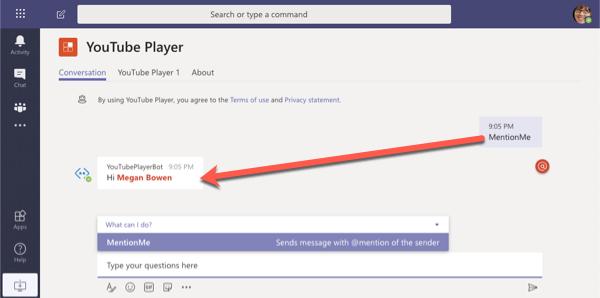 Search or type a command
Activity
Chat
Apps
Help
YouTube Player
Conversation YouTube Player 1 About
By using YouTube Player, you agree to the Terms of use and Privacy statement.
9:05 PM
MentionMe
YouTubePlayerBot 9:05 PM
Hi Megan Bowen
What can I do?
MentionMe Sends message with @mention of the sender
Type your questions here
GIF